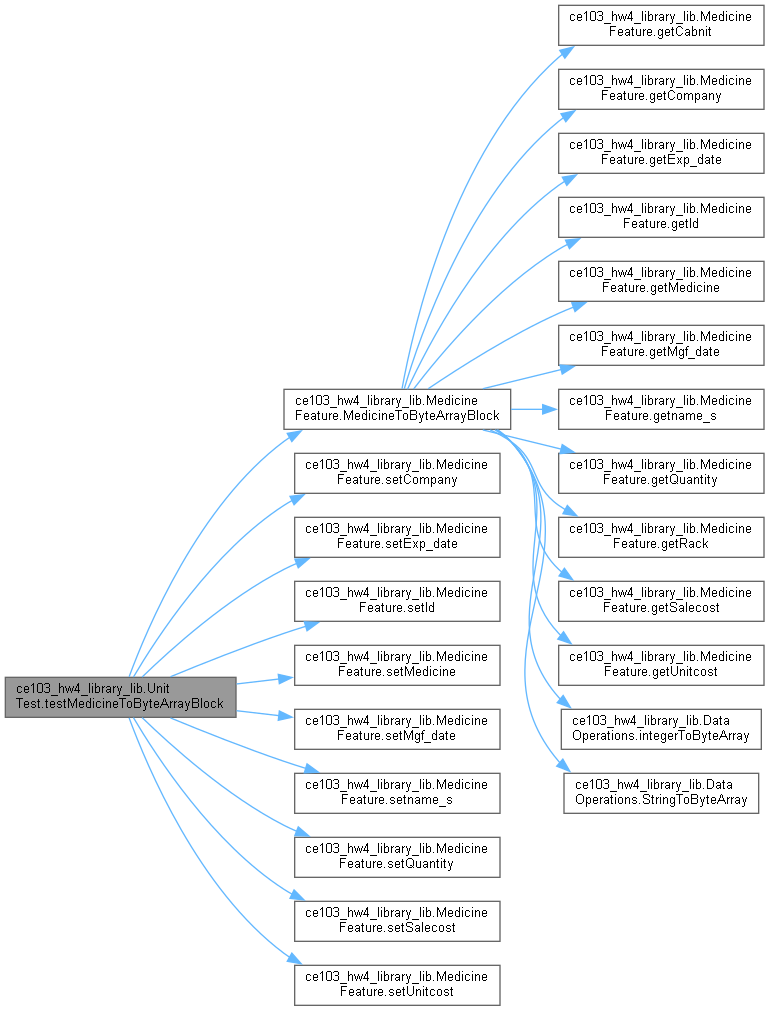 ce103_hw4_library_lib.Unit
Test.testMedicineToByteArrayBlock
ce103_hw4_library_lib.Medicine
Feature.MedicineToByteArrayBlock
ce103_hw4_library_lib.Medicine
Feature.setCompany
ce103_hw4_library_lib.Medicine
Feature.setExp_date
ce103_hw4_library_lib.Medicine
Feature.setId
ce103_hw4_library_lib.Medicine
Feature.setMedicine
ce103_hw4_library_lib.Medicine
Feature.setMgf_date
ce103_hw4_library_lib.Medicine
Feature.setname_s
ce103_hw4_library_lib.Medicine
Feature.setQuantity
ce103_hw4_library_lib.Medicine
Feature.setSalecost
ce103_hw4_library_lib.Medicine
Feature.setUnitcost
ce103_hw4_library_lib.Medicine
Feature.getCabnit
ce103_hw4_library_lib.Medicine
Feature.getCompany
ce103_hw4_library_lib.Medicine
Feature.getExp_date
ce103_hw4_library_lib.Medicine
Feature.getId
ce103_hw4_library_lib.Medicine
Feature.getMedicine
ce103_hw4_library_lib.Medicine
Feature.getMgf_date
ce103_hw4_library_lib.Medicine
Feature.getname_s
ce103_hw4_library_lib.Medicine
Feature.getQuantity
ce103_hw4_library_lib.Medicine
Feature.getRack
ce103_hw4_library_lib.Medicine
Feature.getSalecost
ce103_hw4_library_lib.Medicine
Feature.getUnitcost
ce103_hw4_library_lib.Data
Operations.integerToByteArray
ce103_hw4_library_lib.Data
Operations.StringToByteArray